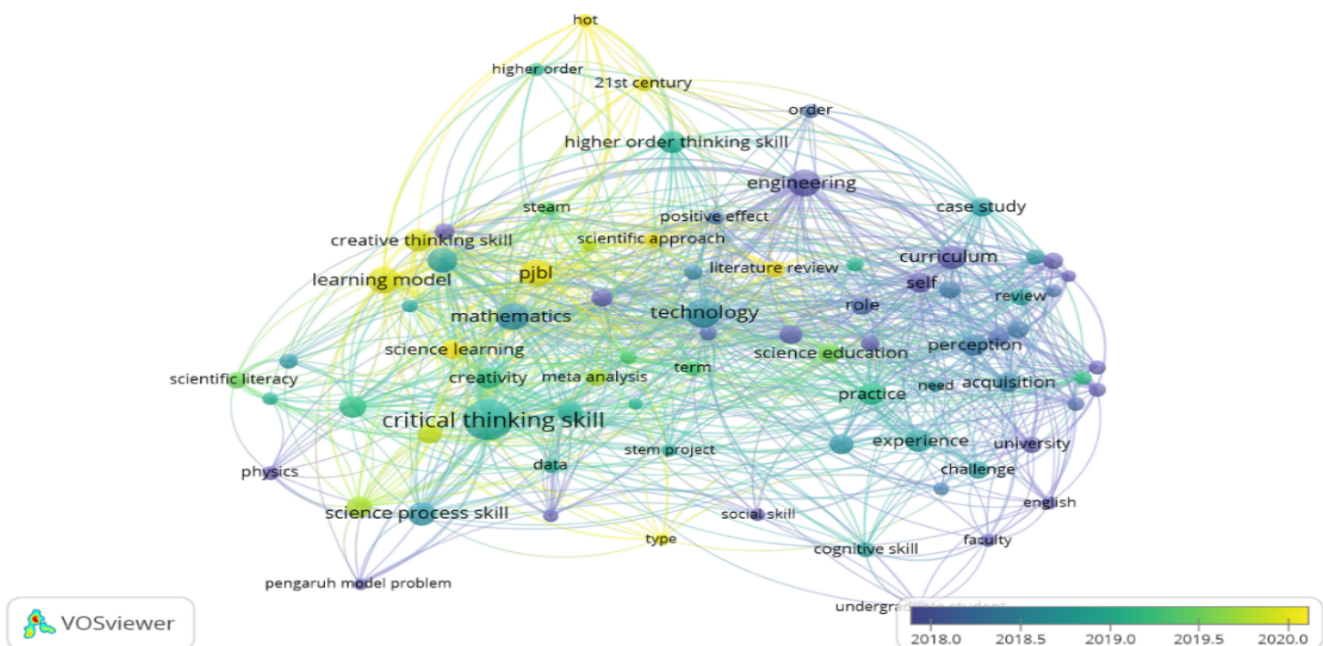 hot
higher order
21st century
order
higher order thinking skill
engineering
steam
case study
positive effect
creative thinking skill
scientific approach
curriculum
literature review
pjbl
learning model
self
review
role
technology
mathematics
perception
science learning
science education
term
creativity
meta analysis
scientific literacy
need
acquisition
practice
critical thinking skill
experience
university
stem project
data
challenge
physics
english
science process skill
social skill
type
faculty
cognitive skill
pengaruh model problem
undergraduate student
VOSviewer
2018.0 2018.5 2019.0 2019.5 2020.0